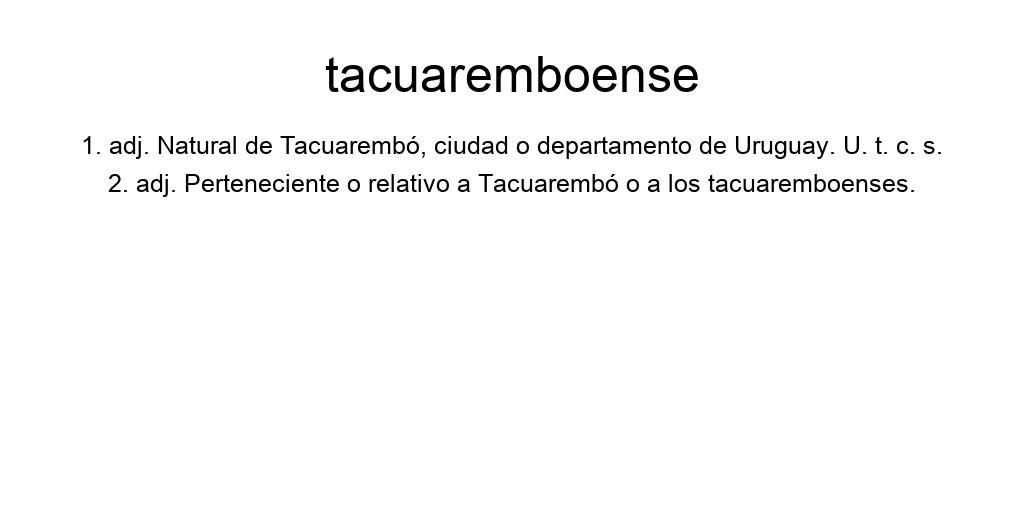 tacuaremboense
1. adj. Natural de Tacuarembó, ciudad o departamento de Uruguay. U. t. c. s.
2. adj. Perteneciente o relativo a Tacuarembó o a los tacuaremboenses.